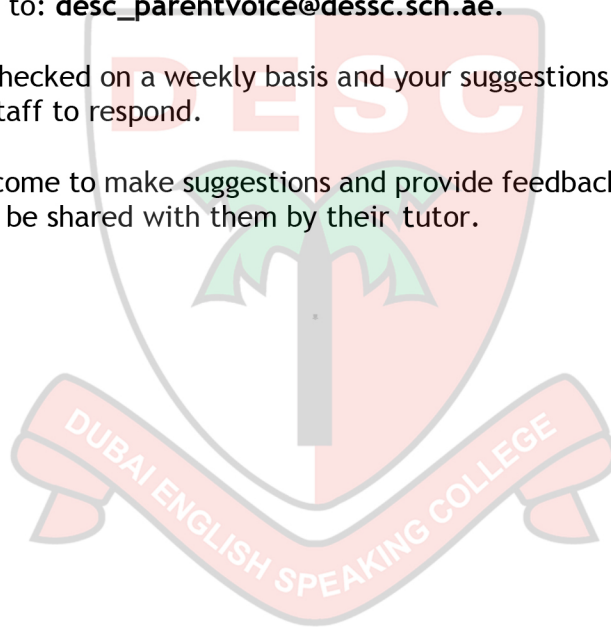 to: desc_parentvoice@dessc.sch.ae.
hecked on a weekly basis and your suggestions
taff to respond.
come to make suggestions and provide feedback
be shared with them by their tutor.
DESC
DUBAI ENGLISH SPEAKING COLLEGE